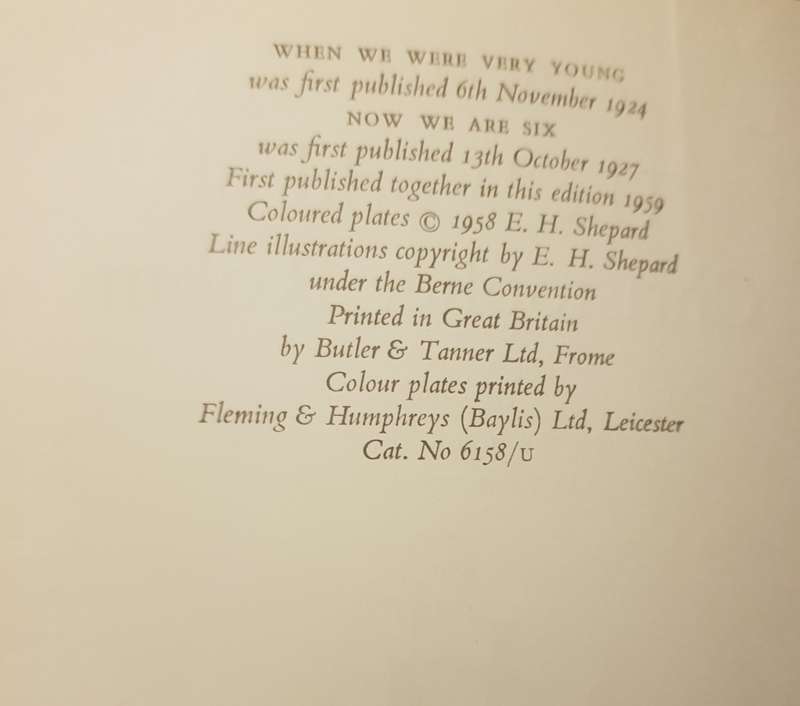 WHEN WE WERE VERY YOUNG
was first published 6th November 1924
NOW WE ARE SIX
was first published 13th October 1927
First published together in this edition 1959
Coloured plates © 1958 E. H. Shepard
Line illustrations copyright by E. H. Shepard
under the Berne Convention
Printed in Great Britain
by Butler & Tanner Ltd, Frome
Colour plates printed by
Fleming & Humphreys (Baylis) Ltd, Leicester
Cat. No 6158/U